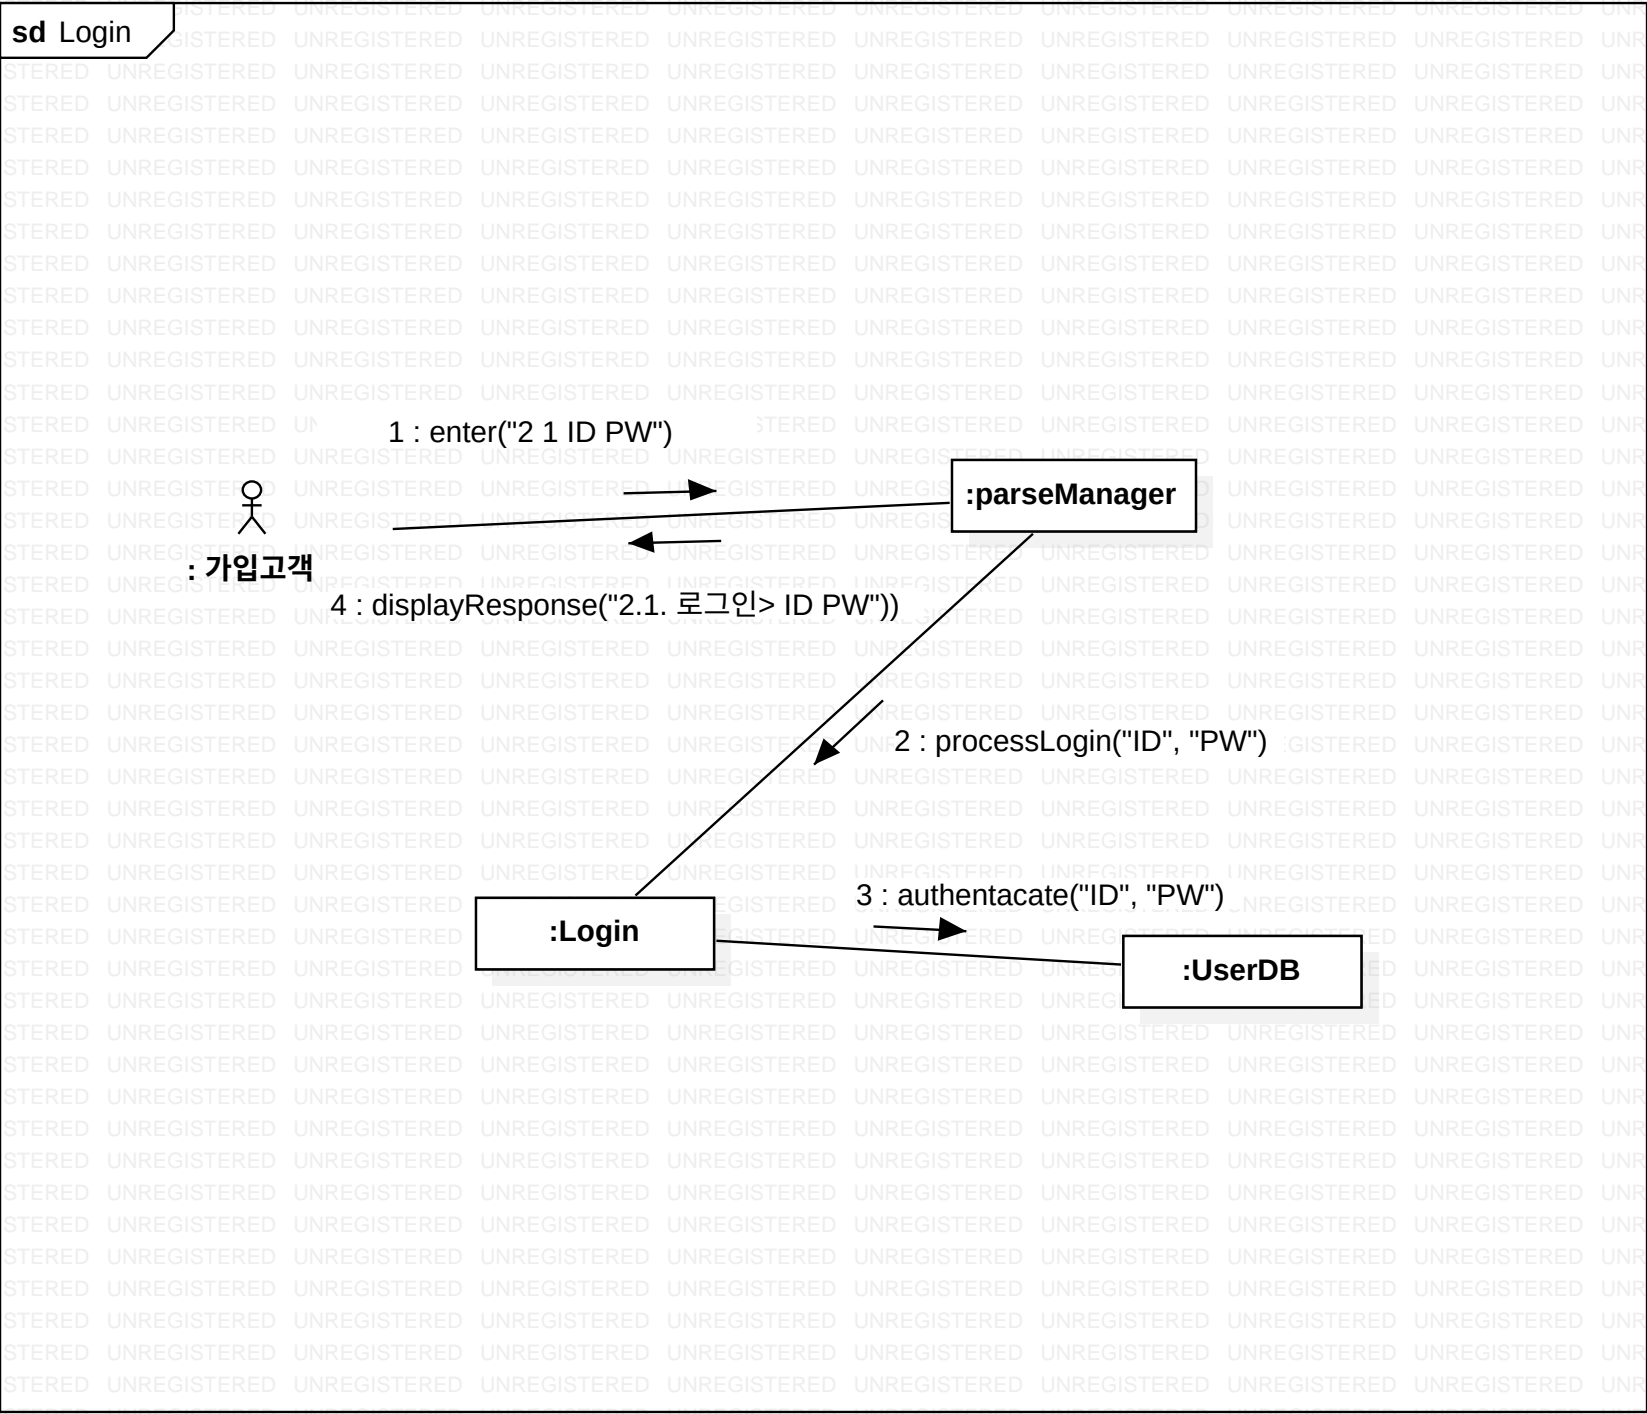 sd Login
1 : enter("2 1 ID PW")
:parseManager
: 가입고객
4 : displayResponse("2.1. 로그인> ID PW"))
2 : processLogin("ID", "PW")
3 : authentacate("ID", "PW")
:Login
:UserDB
UNREGISTERED